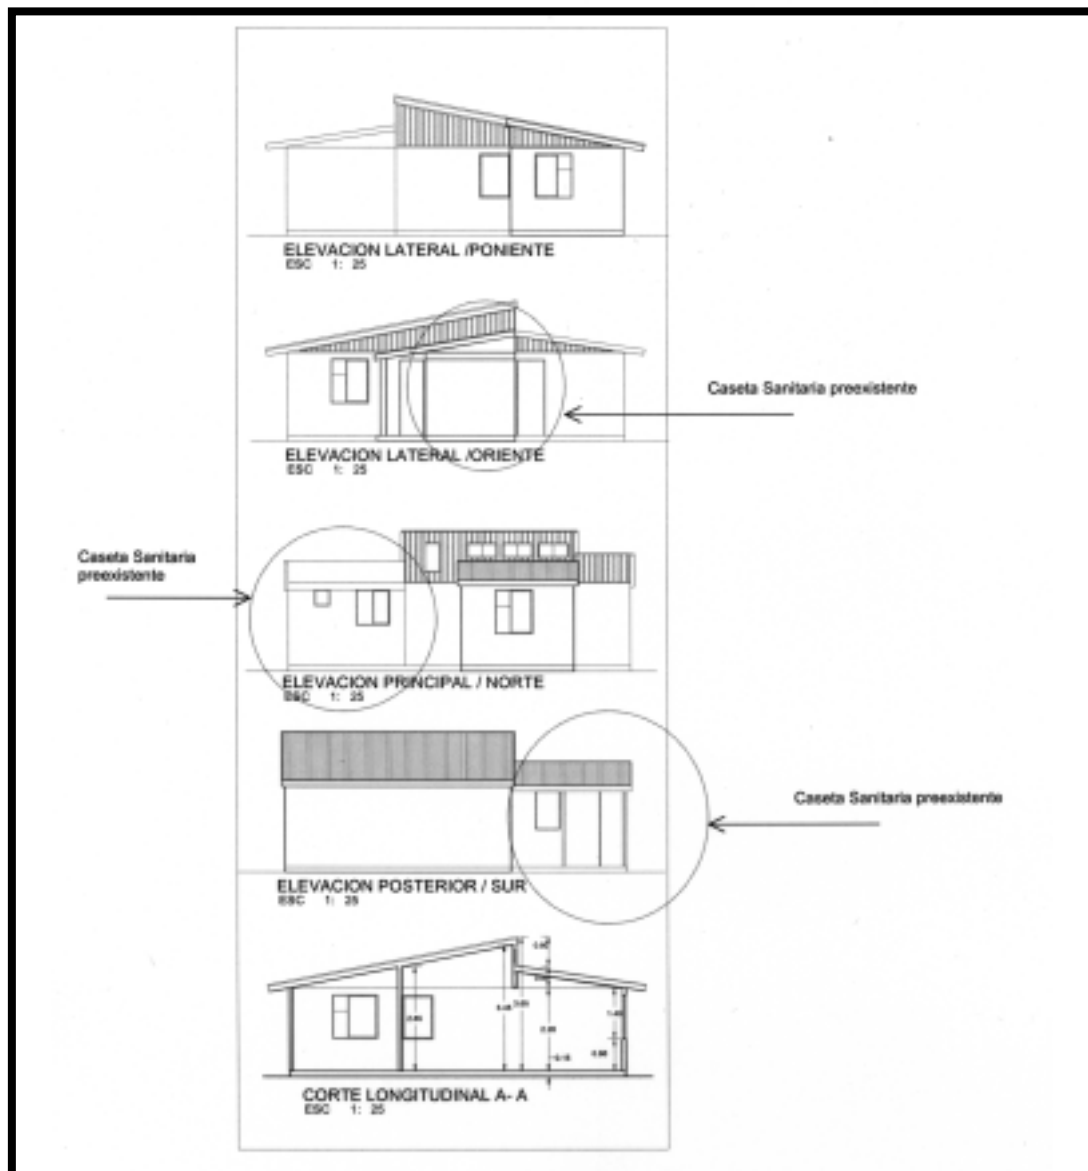 ELEVACION LATERAL /PONIENTE
ESC 1: 25
Caseta Sanitaria preexistente
ELEVACION LATERAL /ORIENTE
ESC 1: 25
Caseta Sanitaria
preexistente
ELEVACION PRINCIPAL / NORTE
ESC 1: 25
Caseta Sanitaria preexistente
ELEVACION POSTERIOR / SUR
ESC 1: 25
CORTE LONGITUDINAL A- A
ESC 1: 25